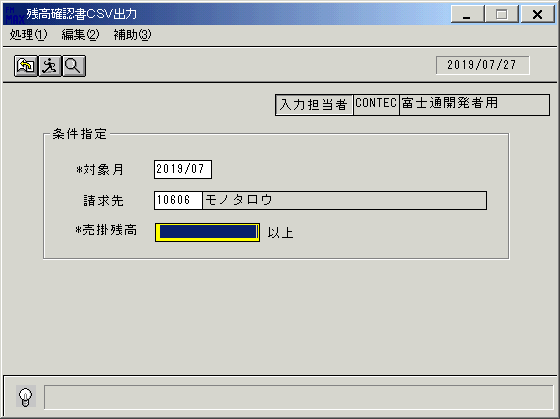 残高確認書CSV出力
処理(1) 編集(2) 補助(3)
2019/07/27
入力担当者 CONTEC 富士通開発者用
条件指定
*対象月 2019/07
請求先 10606 モノタロウ
*売掛残高 以上